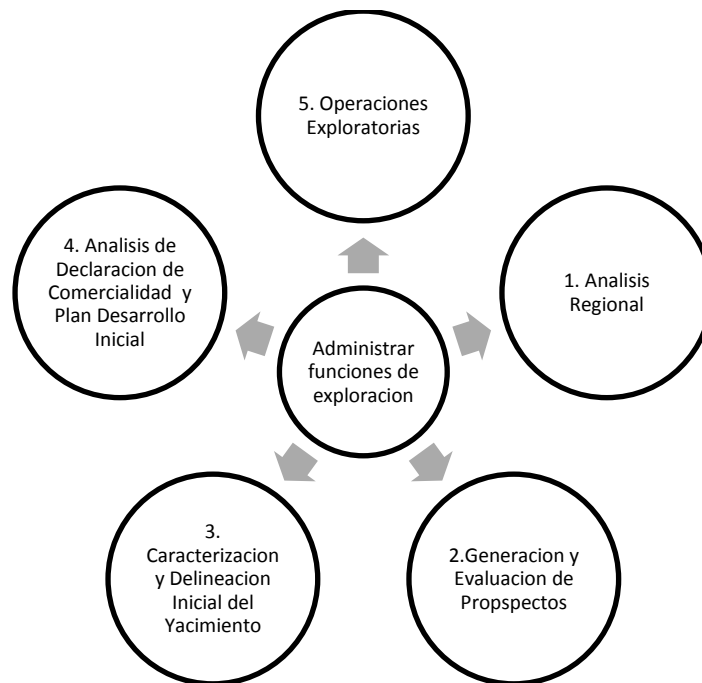 5. Operaciones
Exploratorias
4. Analisis de
Declaracion de
Comercialidad y
Plan Desarrollo
Inicial
1. Analisis
Regional
Administrar
funciones de
exploracion
3.
Caracterizacion
y Delineacion
Inicial del
Yacimiento
2.Generacion y
Evaluacion de
Propspectos